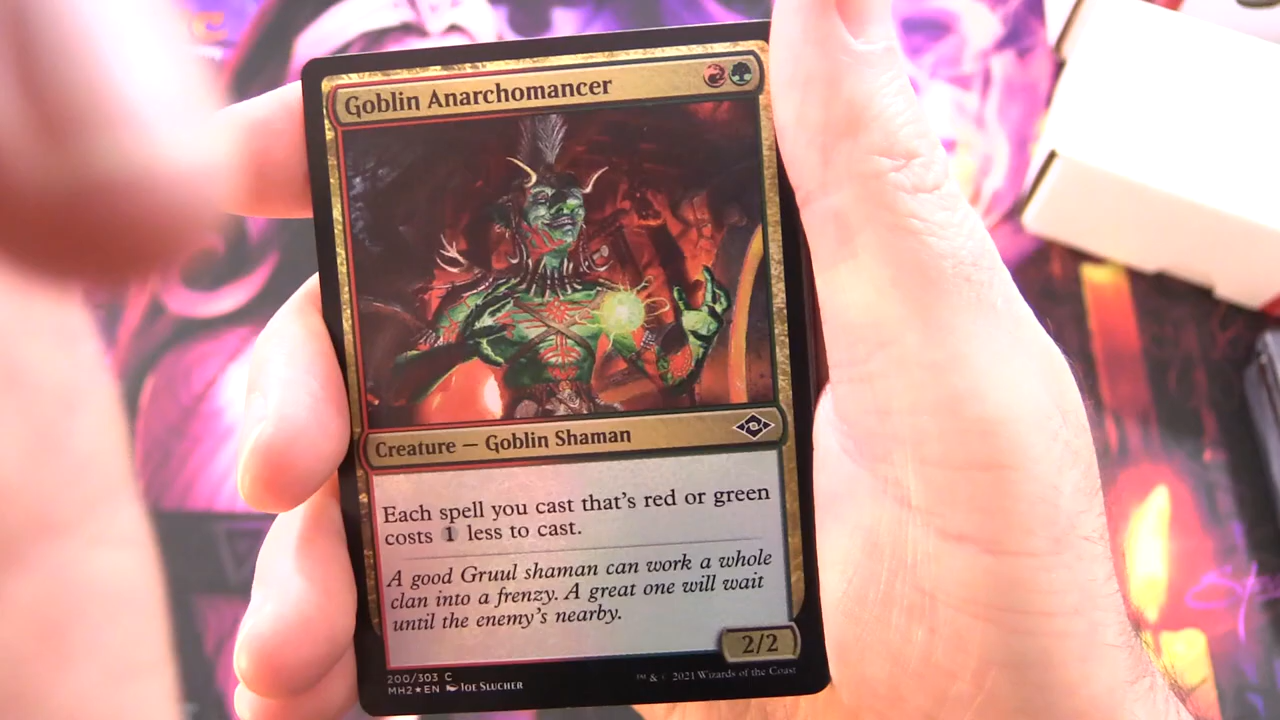 Goblin Anarchomancer
Creature — Goblin Shaman
Each spell you cast that's red or green
costs 1 less to cast.
A good Gruul shaman can work a whole
clan into a frenzy. A great one will wait
until the enemy's nearby.
2/2
200/303 C
MH2★EN Joe Slucher
™ & © 2021 Wizards of the Coast